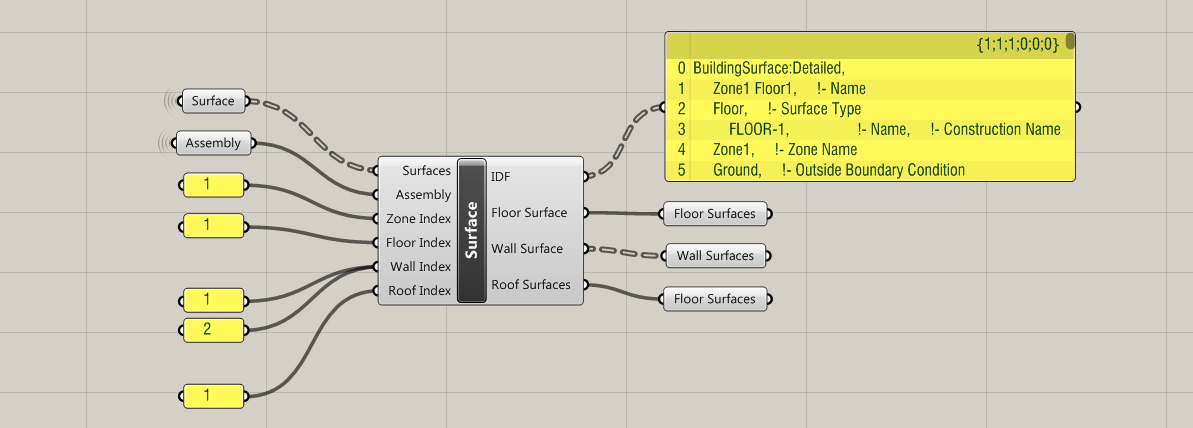 Surface
Assembly
1
1
1
2
1
Surfaces
Assembly
Zone Index
Floor Index
Wall Index
Roof Index
Surface
IDF
Floor Surface
Wall Surface
Roof Surfaces
{1;1;1;0;0;0}
0 BuildingSurface:Detailed,
1 Zone1 Floor1, !- Name
2 Floor, !- Surface Type
3 FLOOR-1, !- Name, !- Construction Name
4 Zone1, !- Zone Name
5 Ground, !- Outside Boundary Condition
Floor Surfaces
Wall Surfaces
Floor Surfaces